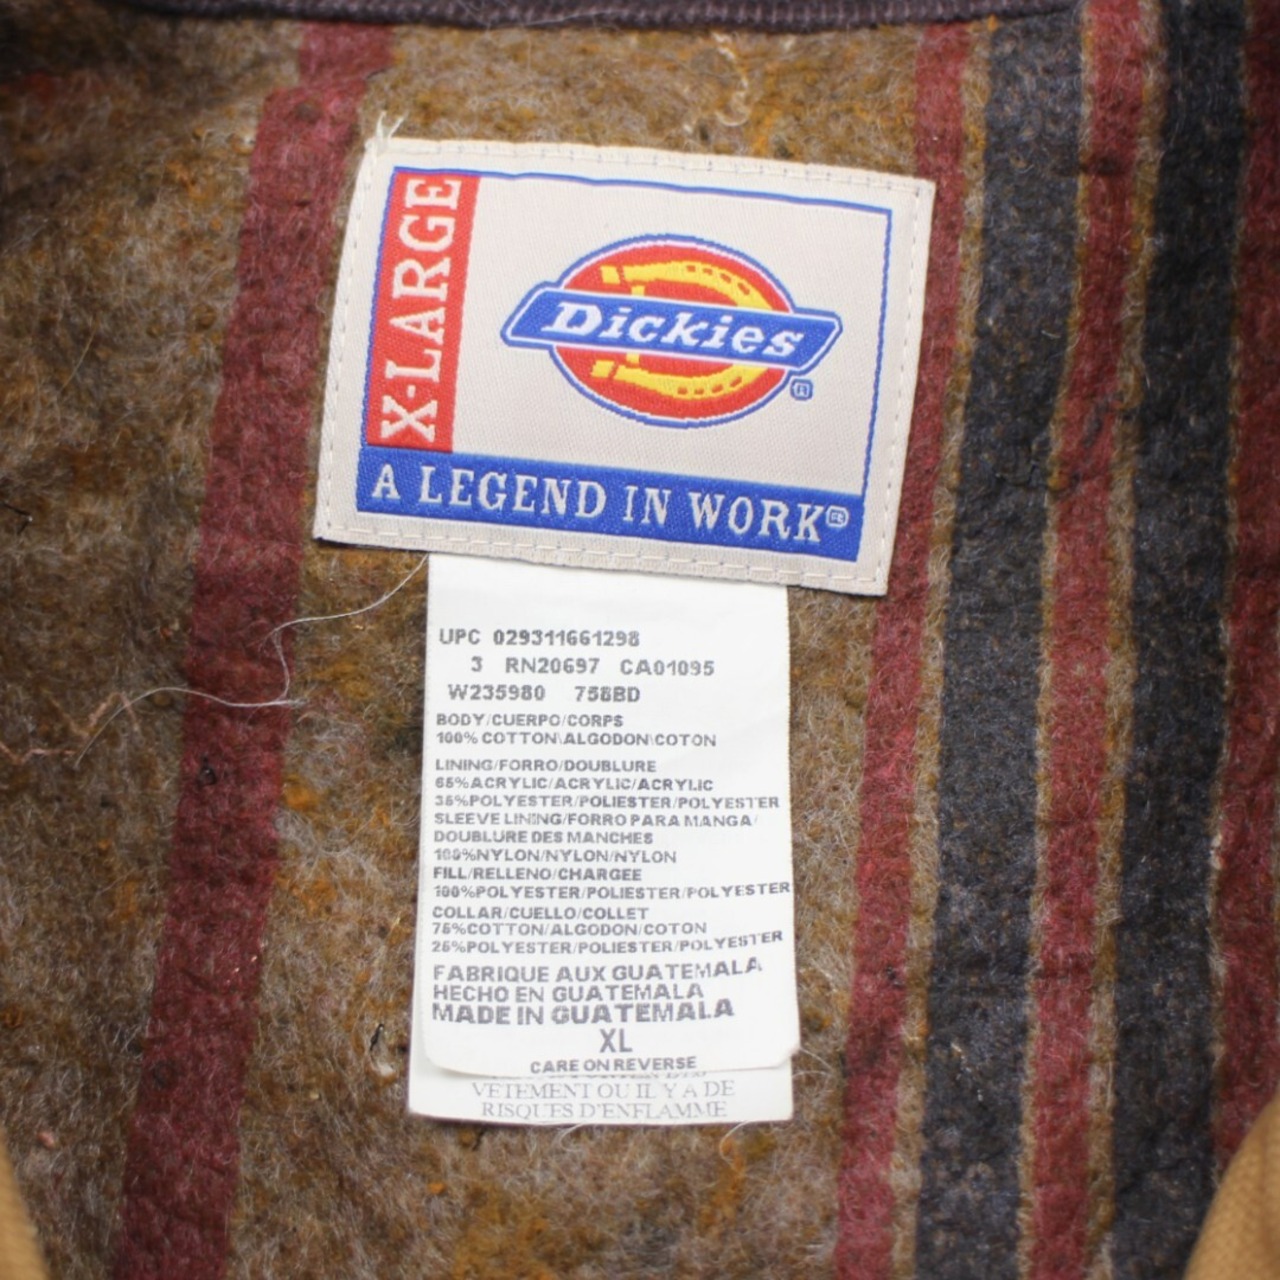 X-LARGE
Dickies®
A LEGEND IN WORK®
UPC 029311661298
3 RN20697 CA01095
W235980 758BD
BODY/CUERPO/CORPS
100% COTTON\ALGODON\COTON
LINING/FORRO/DOUBLURE
65%ACRYLIC/ACRYLIC/ACRYLIC
35%POLYESTER/POLIESTER/POLYESTER
SLEEVE LINING/FORRO PARA MANGA/
DOUBLURE DES MANCHES
100%NYLON/NYLON/NYLON
FILL/RELLENO/CHARGEE
100%POLYESTER/POLIESTER/POLYESTER
COLLAR/CUELLO/COLLET
75%COTTON/ALGODON/COTON
25%POLYESTER/POLIESTER/POLYESTER
FABRIQUE AUX GUATEMALA
HECHO EN GUATEMALA
MADE IN GUATEMALA
XL
CARE ON REVERSE
VETEMENT OU IL Y A DE
RISQUES D'ENFLAMME